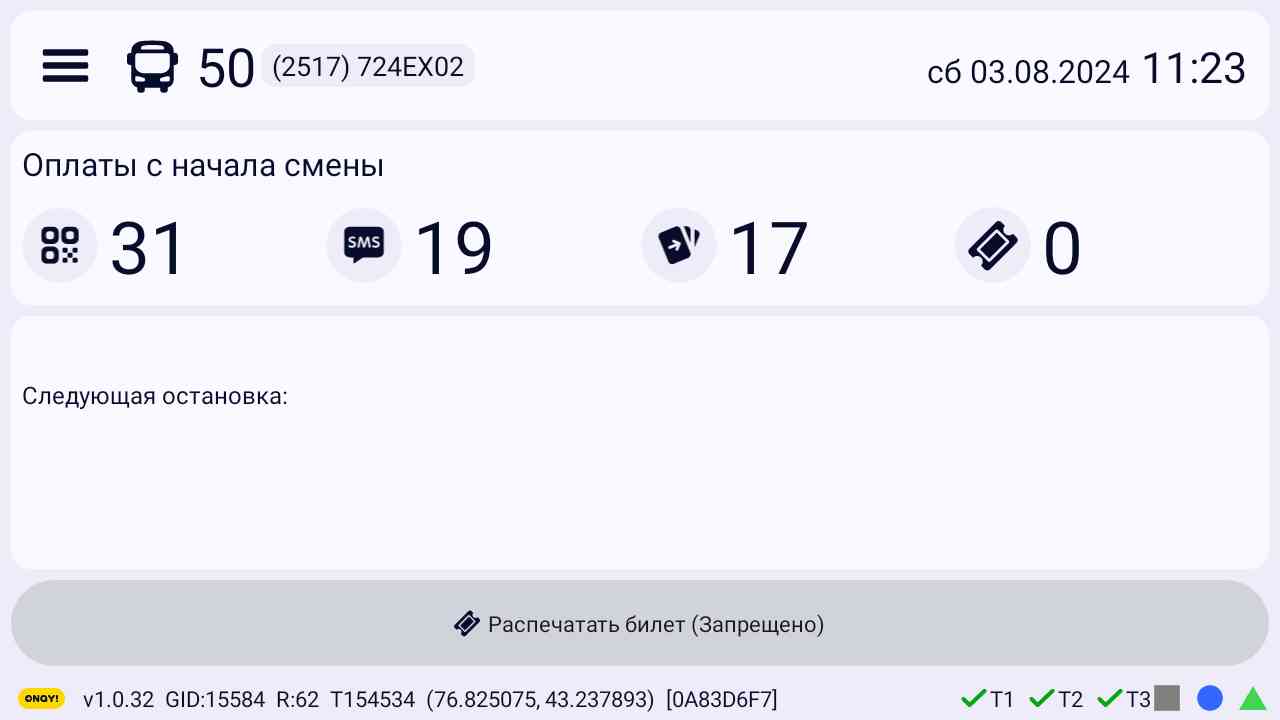 50 (2517) 724EX02 сб 03.08.2024 11:23
Оплаты с начала смены
31 SMS 19 17 0
Следующая остановка:
Распечатать билет (Запрещено)
ONAY! v1.0.32 GID:15584 R:62 T154534 (76.825075, 43.237893) [0A83D6F7] T1 T2 T3